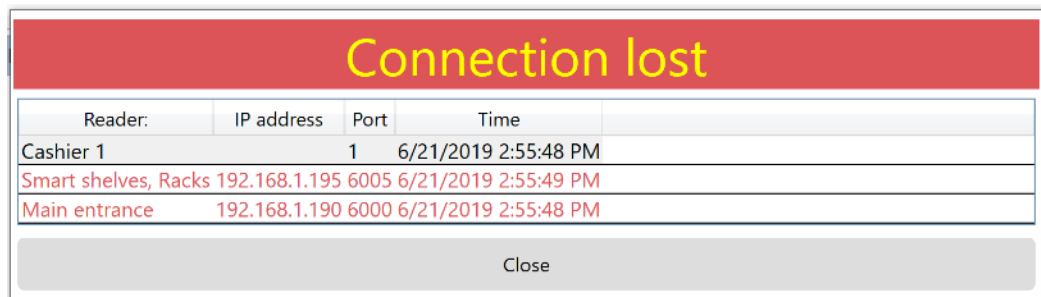 Connection lost
Reader: IP address Port Time
Cashier 1 1 6/21/2019 2:55:48 PM
Smart shelves, Racks 192.168.1.195 6005 6/21/2019 2:55:49 PM
Main entrance 192.168.1.190 6000 6/21/2019 2:55:48 PM
Close